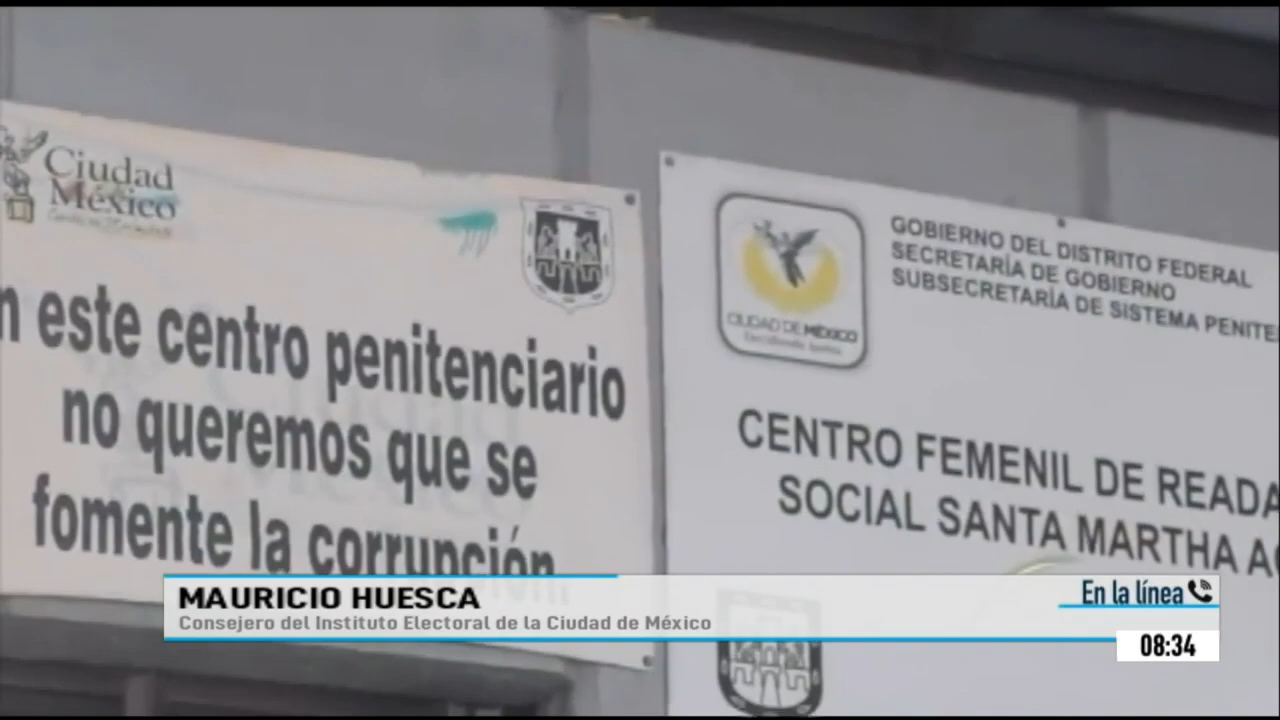 Ciudad
México
n este centro penitenciario
no queremos que se
fomente la corrupción
CIUDAD DE MÉXICO
GOBIERNO DEL DISTRITO FEDERAL
SECRETARÍA DE GOBIERNO
SUBSECRETARÍA DE SISTEMA PENITE
CENTRO FEMENIL DE READA
SOCIAL SANTA MARTHA A
MAURICIO HUESCA
Consejero del Instituto Electoral de la Ciudad de México
En la línea
08:34